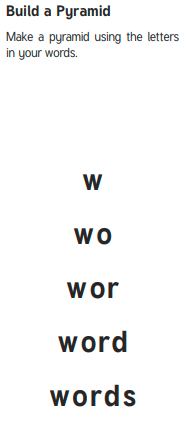 Build a Pyramid
Make a pyramid using the letters
in your words.
w
wo
wor
word
words